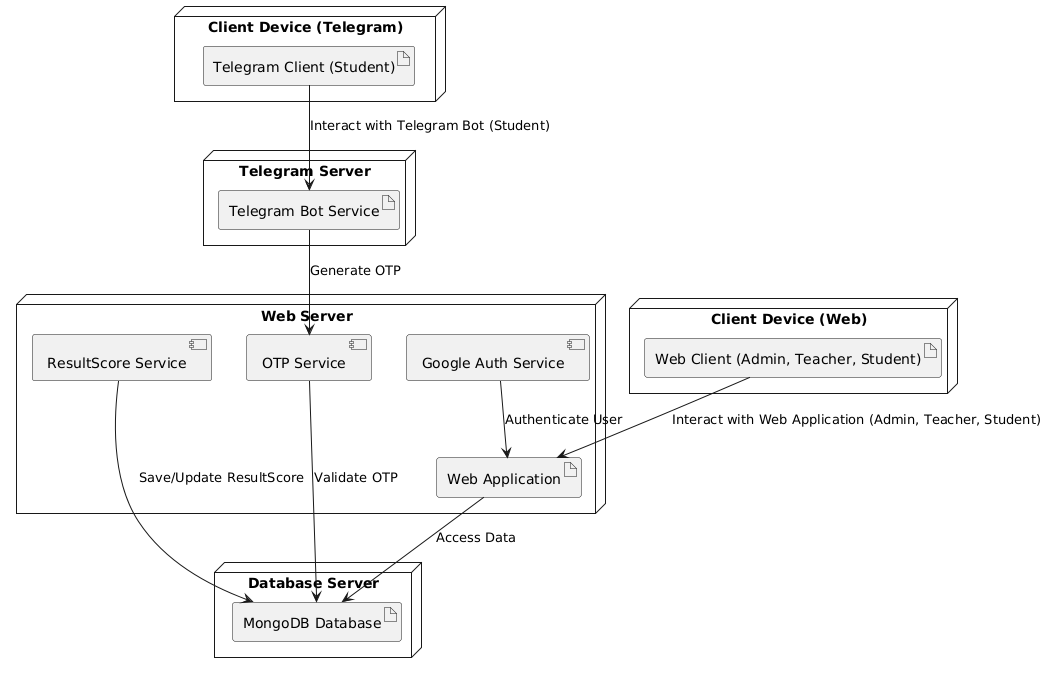 Client Device (Telegram)
Telegram Client (Student)
Interact with Telegram Bot (Student)
Telegram Server
Telegram Bot Service
Generate OTP
Web Server
Client Device (Web)
ResultScore Service
OTP Service
Google Auth Service
Web Client (Admin, Teacher, Student)
Authenticate User
Interact with Web Application (Admin, Teacher, Student)
Save/Update ResultScore
Validate OTP
Web Application
Access Data
Database Server
MongoDB Database